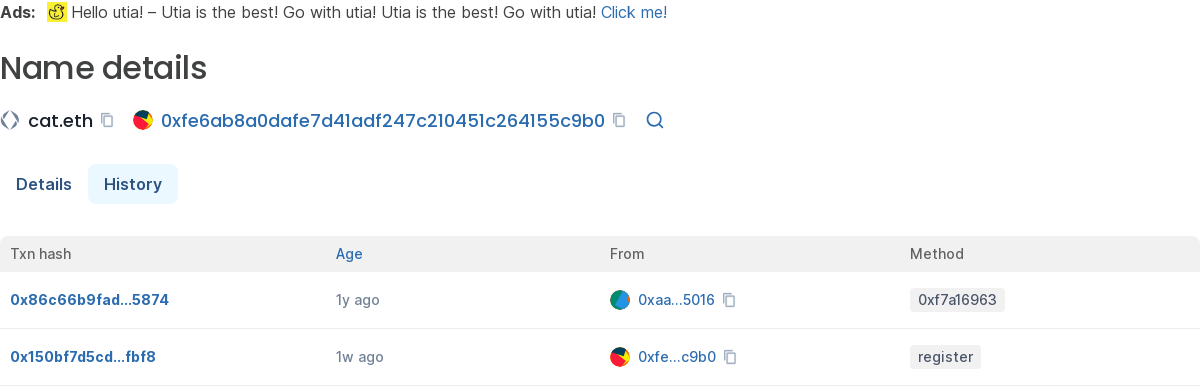 Ads: Hello utia! – Utia is the best! Go with utia! Utia is the best! Go with utia! Click me!
Name details
cat.eth 0xfe6ab8a0dafe7d41adf247c210451c264155c9b0
Details History
Txn hash Age From Method
0x86c66b9fad...5874 1y ago 0xaa...5016 0xf7a16963
0x150bf7d5cd...fbf8 1w ago 0xfe...c9b0 register